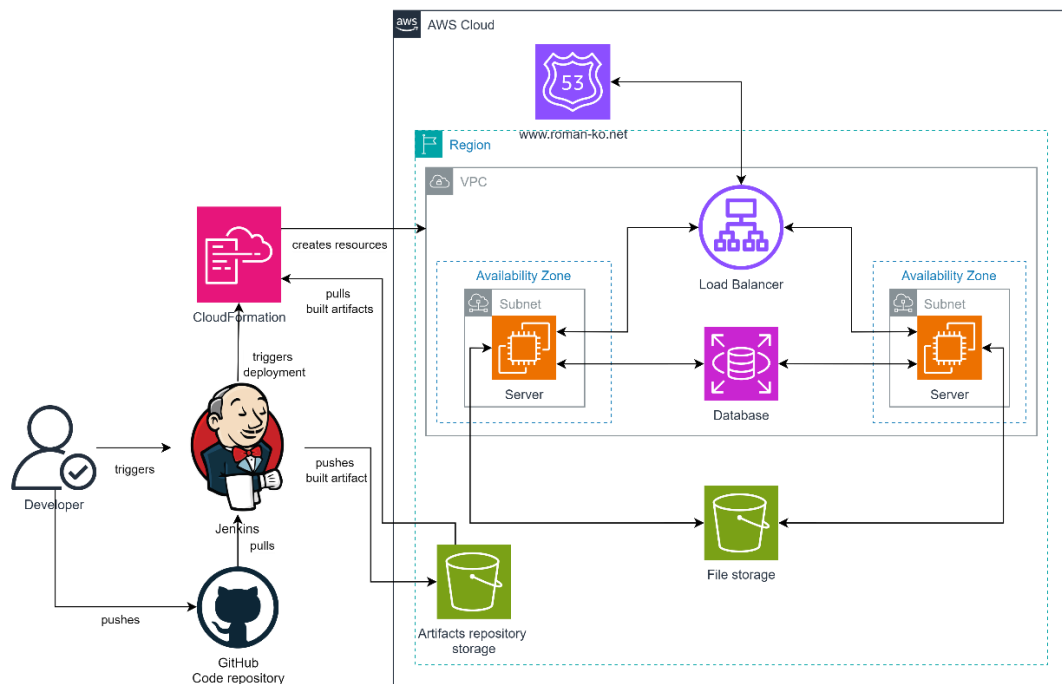 aws
AWS Cloud
53
www.roman-ko.net
Region
VPC
creates resources
Availability Zone
Subnet
Server
Load Balancer
Availability Zone
Subnet
Server
Database
CloudFormation
pulls
built artifacts
triggers
deployment
Developer
triggers
Jenkins
pushes
built artifact
pulls
pushes
GitHub
Code repository
Artifacts repository
storage
File storage